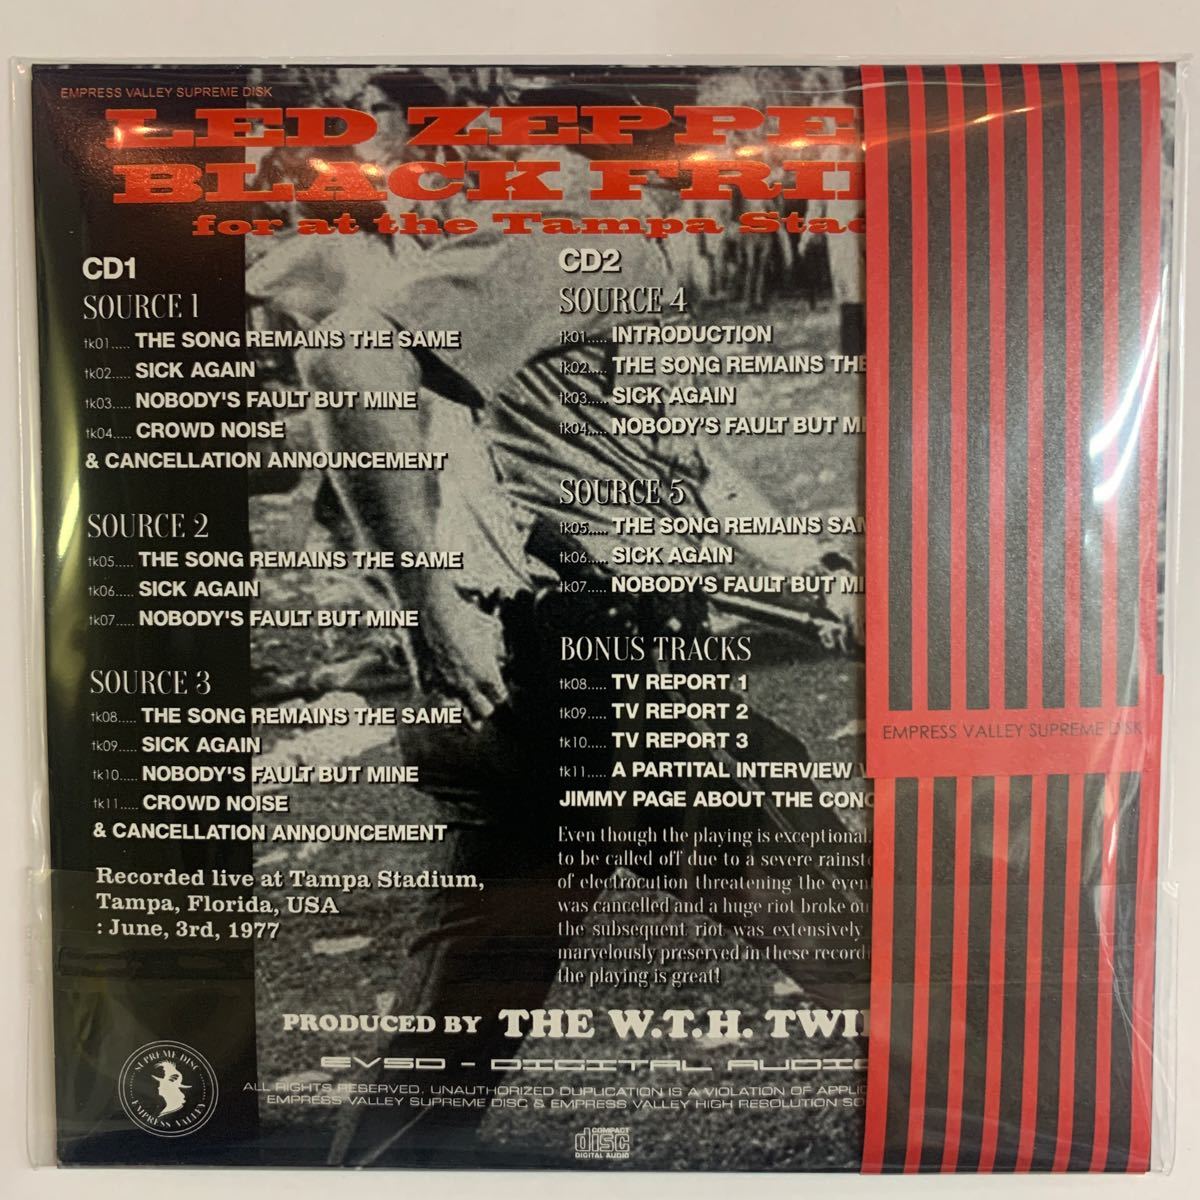 EMPRESS VALLEY SUPREME DISK
LED ZEPPE
BLACK FRI
for at the Tampa Stad
CD1
SOURCE 1
tk01..... THE SONG REMAINS THE SAME
tk02..... SICK AGAIN
tk03..... NOBODY'S FAULT BUT MINE
tk04..... CROWD NOISE
& CANCELLATION ANNOUNCEMENT
SOURCE 2
tk05..... THE SONG REMAINS THE SAME
tk06..... SICK AGAIN
tk07..... NOBODY'S FAULT BUT MINE
SOURCE 3
tk08..... THE SONG REMAINS THE SAME
tk09..... SICK AGAIN
tk10..... NOBODY'S FAULT BUT MINE
tk11..... CROWD NOISE
& CANCELLATION ANNOUNCEMENT
Recorded live at Tampa Stadium,
Tampa, Florida, USA
: June, 3rd, 1977
CD2
SOURCE 4
tk01..... INTRODUCTION
tk02..... THE SONG REMAINS THE
tk03..... SICK AGAIN
tk04..... NOBODY'S FAULT BUT MI
SOURCE 5
tk05..... THE SONG REMAINS SAM
tk06..... SICK AGAIN
tk07..... NOBODY'S FAULT BUT MI
BONUS TRACKS
tk08..... TV REPORT 1
tk09..... TV REPORT 2
tk10..... TV REPORT 3
tk11..... A PARTITAL INTERVIEW
JIMMY PAGE ABOUT THE CONC
Even though the playing is exceptional,
to be called off due to a severe rainsto
of electrocution threatening the even
was cancelled and a huge riot broke ou
the subsequent riot was extensively
marvelously preserved in these record
the playing is great!
PRODUCED BY THE W.T.H. TWI
EVSD - DIGITAL AUDIO
ALL RIGHTS RESERVED, UNAUTHORIZED DUPLICATION IS A VIOLATION OF APPLIC
EMPRESS VALLEY SUPREME DISC & EMPRESS VALLEY HIGH RESOLUTION SO
SUPREME DISC
EMPRESS VALLEY
COMPACT
disc
DIGITAL AUDIO
EMPRESS VALLEY SUPREME DISK